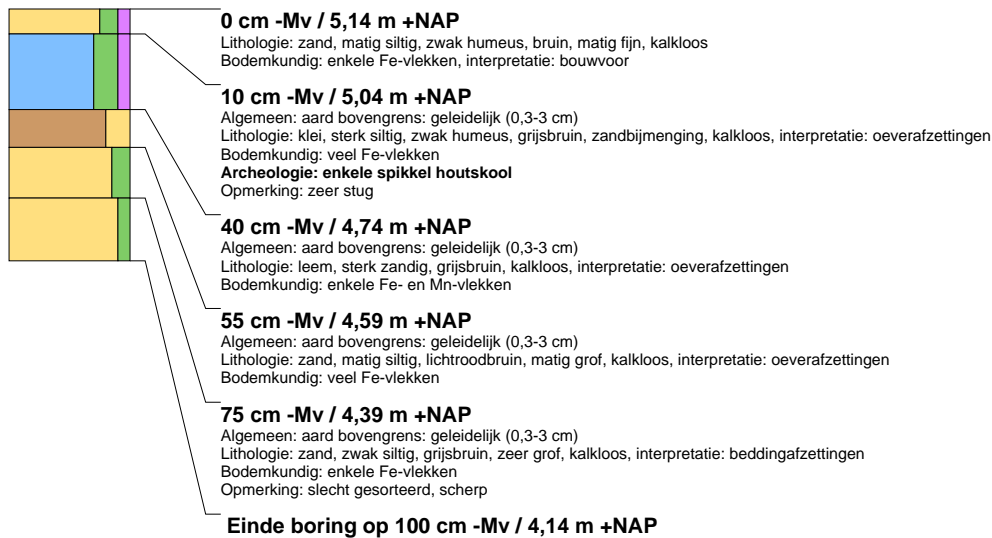 0 cm -Mv / 5,14 m +NAP
Lithologie: zand, matig siltig, zwak humeus, bruin, matig fijn, kalkloos
Bodemkundig: enkele Fe-vlekken, interpretatie: bouwvoor
10 cm -Mv / 5,04 m +NAP
Algemeen: aard bovengrens: geleidelijk (0,3-3 cm)
Lithologie: klei, sterk siltig, zwak humeus, grijsbruin, zandbijmenging, kalkloos, interpretatie: oeverafzettingen
Bodemkundig: veel Fe-vlekken
Archeologie: enkele spikkel houtskool
Opmerking: zeer stug
40 cm -Mv / 4,74 m +NAP
Algemeen: aard bovengrens: geleidelijk (0,3-3 cm)
Lithologie: leem, sterk zandig, grijsbruin, kalkloos, interpretatie: oeverafzettingen
Bodemkundig: enkele Fe- en Mn-vlekken
55 cm -Mv / 4,59 m +NAP
Algemeen: aard bovengrens: geleidelijk (0,3-3 cm)
Lithologie: zand, matig siltig, lichtroodbruin, matig grof, kalkloos, interpretatie: oeverafzettingen
Bodemkundig: veel Fe-vlekken
75 cm -Mv / 4,39 m +NAP
Algemeen: aard bovengrens: geleidelijk (0,3-3 cm)
Lithologie: zand, zwak siltig, grijsbruin, zeer grof, kalkloos, interpretatie: beddingafzettingen
Bodemkundig: enkele Fe-vlekken
Opmerking: slecht gesorteerd, scherp
Einde boring op 100 cm -Mv / 4,14 m +NAP